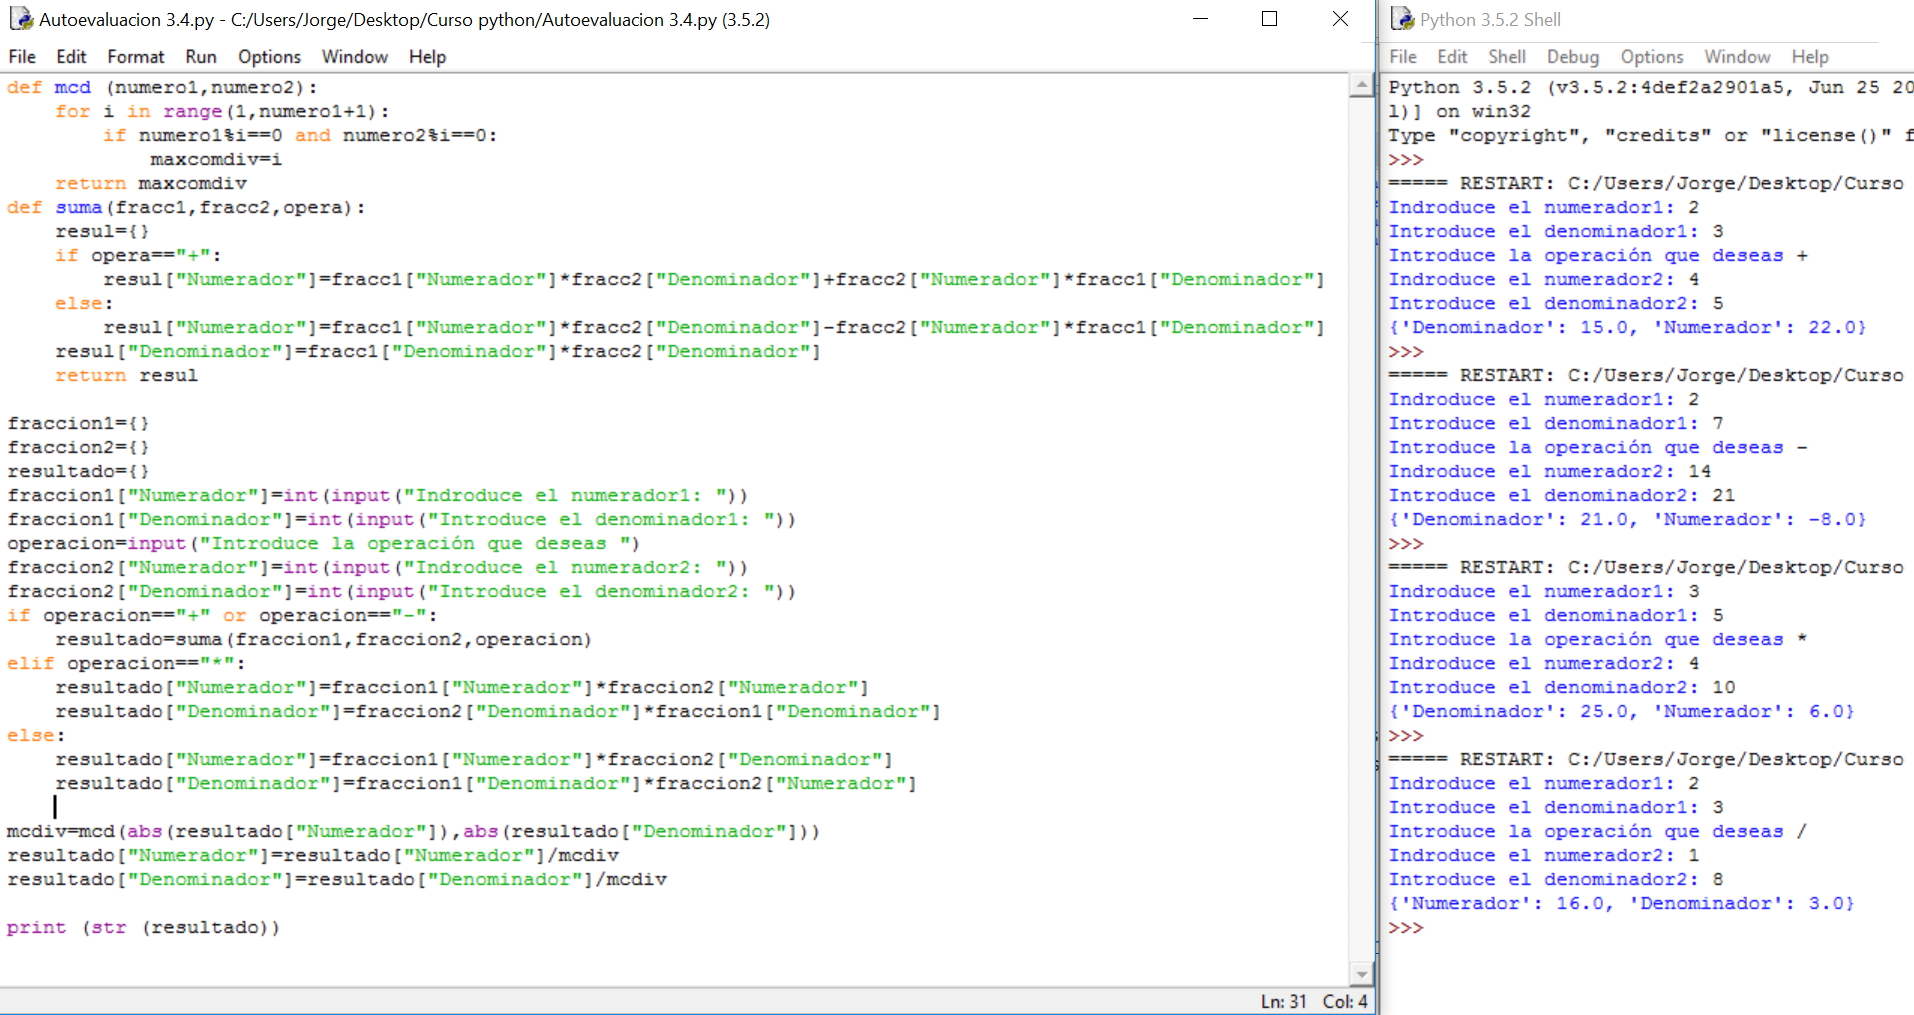 Autoevaluacion 3.4.py - C:/Users/Jorge/Desktop/Curso python/Autoevaluacion 3.4.py (3.5.2)
File Edit Format Run Options Window Help
def mcd (numero1,numero2):
    for i in range(1,numero1+1):
        if numero1%i==0 and numero2%i==0:
            maxcomdiv=i
    return maxcomdiv
def suma(fracc1,fracc2,opera):
    resul={}
    if opera=="+":
        resul["Numerador"]=fracc1["Numerador"]*fracc2["Denominador"]+fracc2["Numerador"]*fracc1["Denominador"]
    else:
        resul["Numerador"]=fracc1["Numerador"]*fracc2["Denominador"]-fracc2["Numerador"]*fracc1["Denominador"]
    resul["Denominador"]=fracc1["Denominador"]*fracc2["Denominador"]
    return resul
fraccion1={}
fraccion2={}
resultado={}
fraccion1["Numerador"]=int(input("Indroduce el numerador1: "))
fraccion1["Denominador"]=int(input("Introduce el denominador1: "))
operacion=input("Introduce la operación que deseas ")
fraccion2["Numerador"]=int(input("Indroduce el numerador2: "))
fraccion2["Denominador"]=int(input("Introduce el denominador2: "))
if operacion=="+" or operacion=="-":
    resultado=suma(fraccion1,fraccion2,operacion)
elif operacion=="*":
    resultado["Numerador"]=fraccion1["Numerador"]*fraccion2["Numerador"]
    resultado["Denominador"]=fraccion2["Denominador"]*fraccion1["Denominador"]
else:
    resultado["Numerador"]=fraccion1["Numerador"]*fraccion2["Denominador"]
    resultado["Denominador"]=fraccion1["Denominador"]*fraccion2["Numerador"]
mcdiv=mcd(abs(resultado["Numerador"]),abs(resultado["Denominador"]))
resultado["Numerador"]=resultado["Numerador"]/mcdiv
resultado["Denominador"]=resultado["Denominador"]/mcdiv
print (str (resultado))
Ln: 31 Col: 4
Python 3.5.2 Shell
File Edit Shell Debug Options Window Help
Python 3.5.2 (v3.5.2:4def2a2901a5, Jun 25 20
l)] on win32
Type "copyright", "credits" or "license()" f
>>>
===== RESTART: C:/Users/Jorge/Desktop/Curso
Indroduce el numerador1: 2
Introduce el denominador1: 3
Introduce la operación que deseas +
Indroduce el numerador2: 4
Introduce el denominador2: 5
{'Denominador': 15.0, 'Numerador': 22.0}
>>>
===== RESTART: C:/Users/Jorge/Desktop/Curso
Indroduce el numerador1: 2
Introduce el denominador1: 7
Introduce la operación que deseas -
Indroduce el numerador2: 14
Introduce el denominador2: 21
{'Denominador': 21.0, 'Numerador': -8.0}
>>>
===== RESTART: C:/Users/Jorge/Desktop/Curso
Indroduce el numerador1: 3
Introduce el denominador1: 5
Introduce la operación que deseas *
Indroduce el numerador2: 4
Introduce el denominador2: 10
{'Denominador': 25.0, 'Numerador': 6.0}
>>>
===== RESTART: C:/Users/Jorge/Desktop/Curso
Indroduce el numerador1: 2
Introduce el denominador1: 3
Introduce la operación que deseas /
Indroduce el numerador2: 1
Introduce el denominador2: 8
{'Numerador': 16.0, 'Denominador': 3.0}
>>>